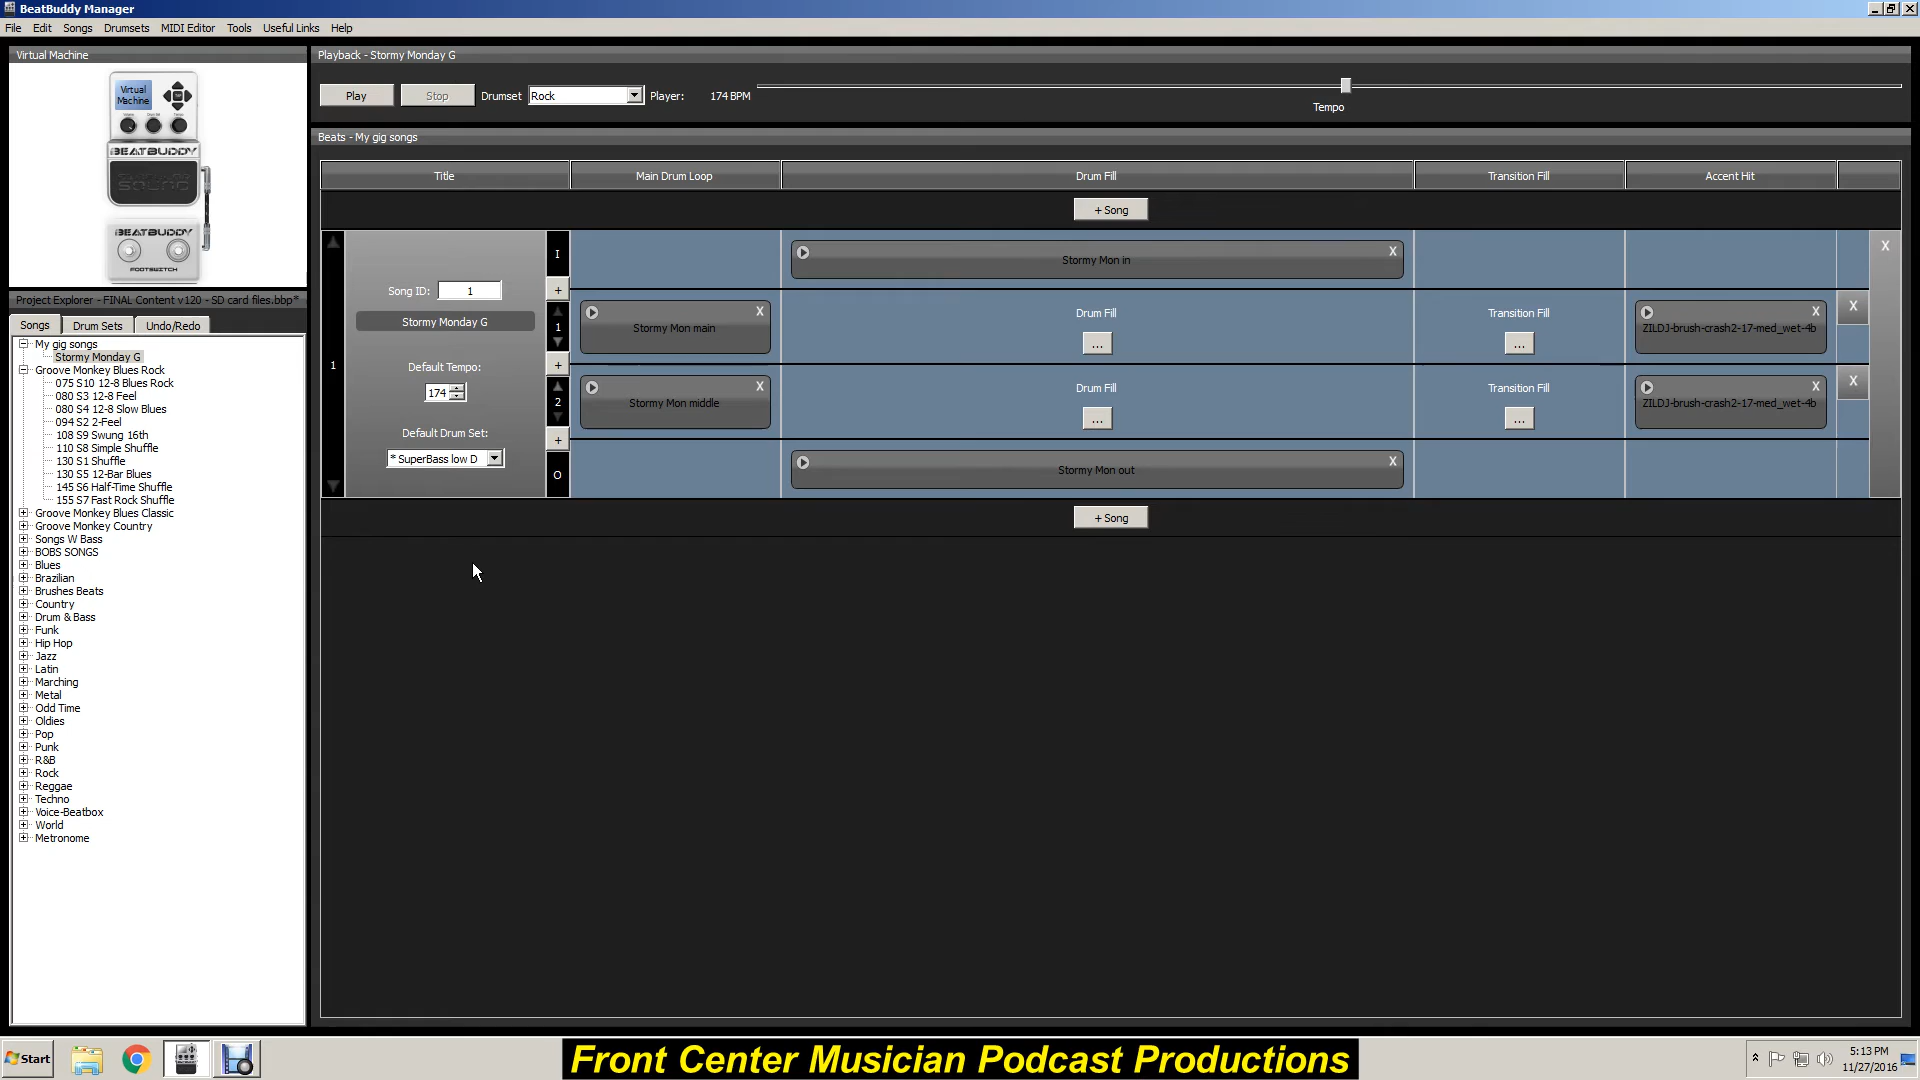 BeatBuddy Manager
File Edit Songs Drumsets MIDI Editor Tools Useful Links Help
Virtual Machine
Virtual
Machine
BEATBUDDY
BEATBUDDY
FOOTSWITCH
Project Explorer - FINAL Content v120 - SD card files.bbp*
Songs Drum Sets Undo/Redo
My gig songs
Stormy Monday G
Groove Monkey Blues Rock
075 S10 12-8 Blues Rock
080 S3 12-8 Feel
080 S4 12-8 Slow Blues
094 S2 2-Feel
108 S9 Swung 16th
110 S8 Simple Shuffle
130 S1 Shuffle
130 S5 12-Bar Blues
145 S6 Half-Time Shuffle
155 S7 Fast Rock Shuffle
Groove Monkey Blues Classic
Groove Monkey Country
Songs W Bass
BOBS SONGS
Blues
Brazilian
Brushes Beats
Country
Drum & Bass
Funk
Hip Hop
Jazz
Latin
Marching
Metal
Odd Time
Oldies
Pop
Punk
R&B
Rock
Reggae
Techno
Voice-Beatbox
World
Metronome
Playback - Stormy Monday G
Play Stop Drumset Rock Player: 174 BPM
Tempo
Beats - My gig songs
Title Main Drum Loop Drum Fill Transition Fill Accent Hit
+ Song
1
Song ID: 1
Stormy Monday G
Default Tempo:
174
Default Drum Set:
* SuperBass low D
I Stormy Mon in X X
+
1 Stormy Mon main X Drum Fill ... Transition Fill ... ZILDJ-brush-crash2-17-med_wet-4b X X
+
2 Stormy Mon middle X Drum Fill ... Transition Fill ... ZILDJ-brush-crash2-17-med_wet-4b X X
+
O Stormy Mon out X
+ Song
Start
Front Center Musician Podcast Productions
5:13 PM
11/27/2016